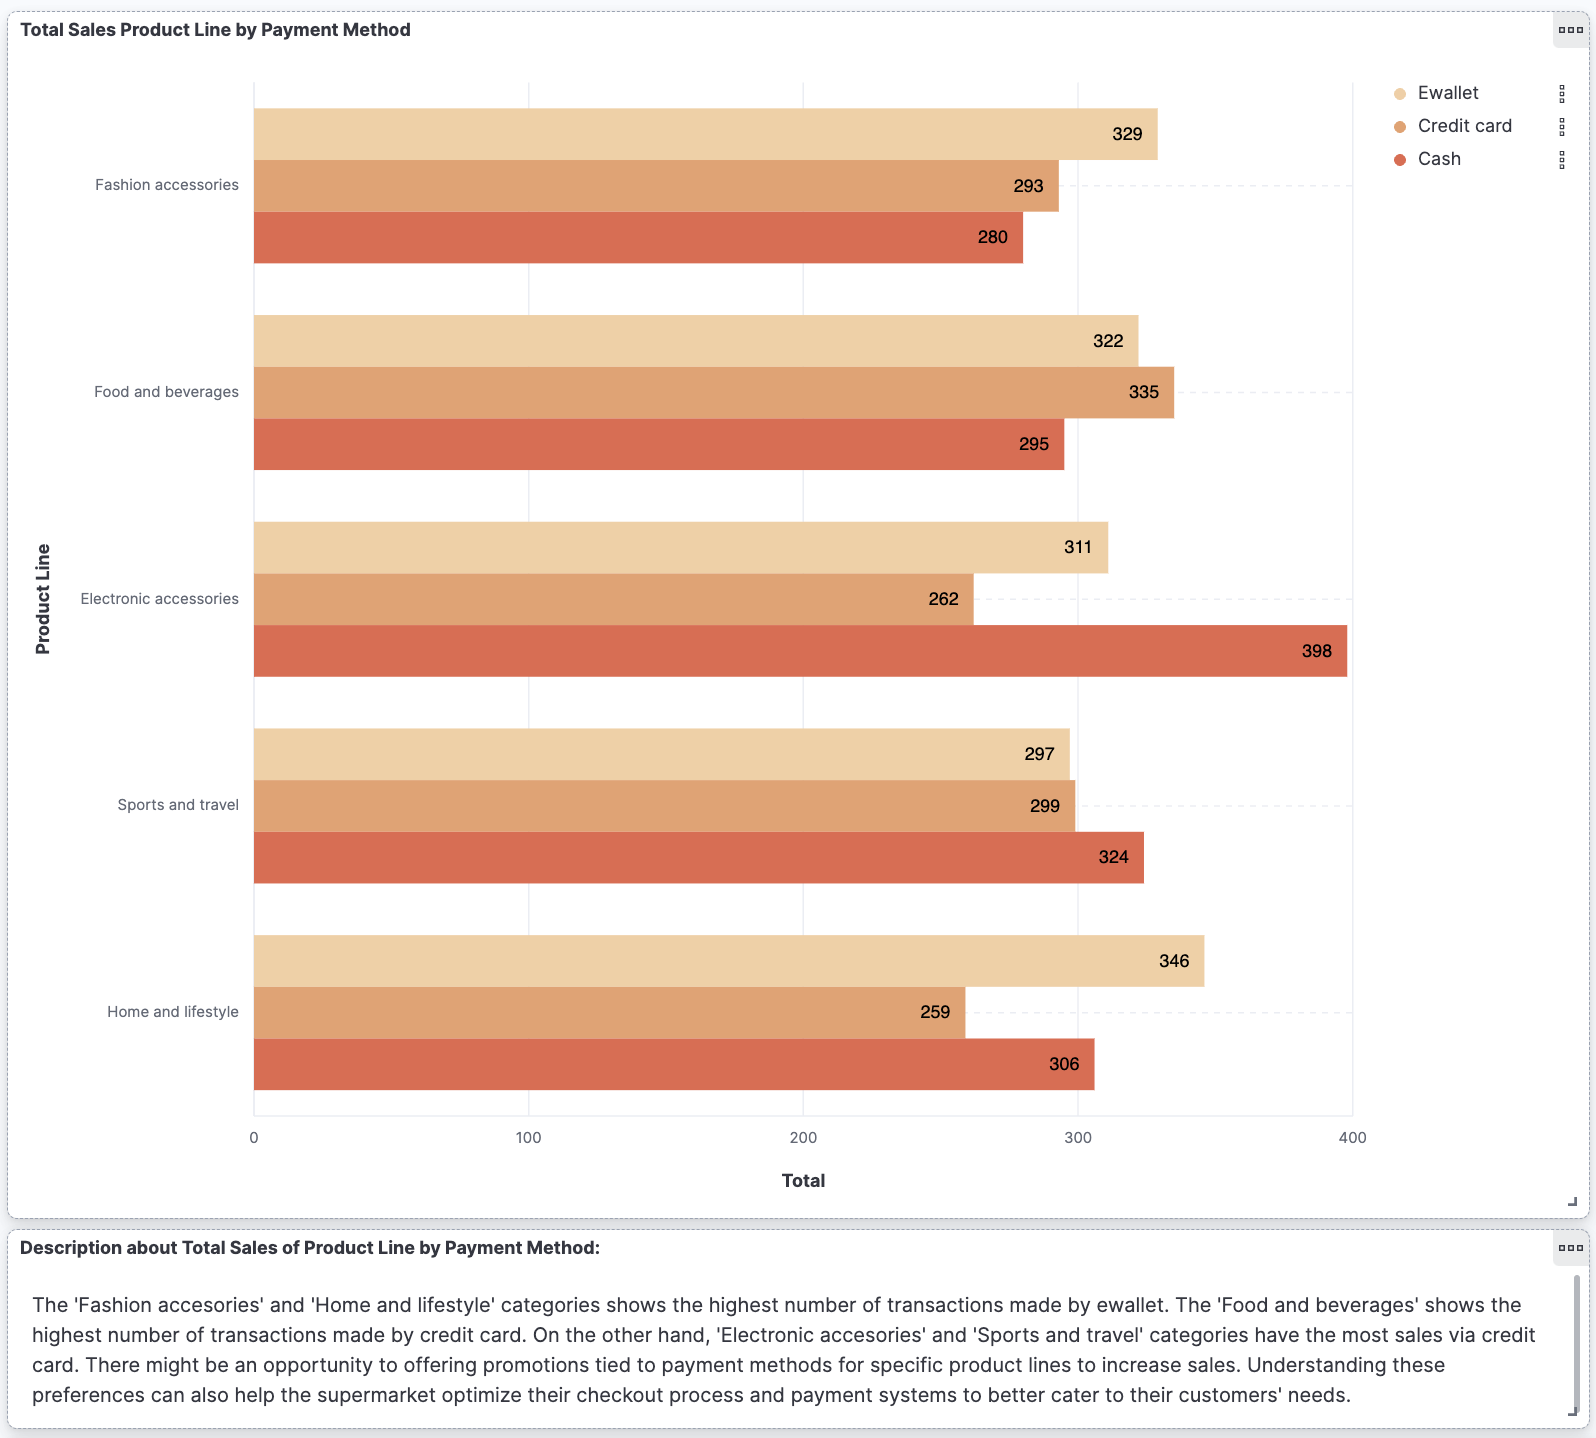 Total Sales Product Line by Payment Method
Ewallet
Credit card
Cash
329
Fashion accessories
293
280
322
Food and beverages
335
295
311
Electronic accessories
262
398
297
Sports and travel
299
324
346
Home and lifestyle
259
306
Product Line
0 100 200 300 400
Total
Description about Total Sales of Product Line by Payment Method:
The 'Fashion accesories' and 'Home and lifestyle' categories shows the highest number of transactions made by ewallet. The 'Food and beverages' shows the
highest number of transactions made by credit card. On the other hand, 'Electronic accesories' and 'Sports and travel' categories have the most sales via credit
card. There might be an opportunity to offering promotions tied to payment methods for specific product lines to increase sales. Understanding these
preferences can also help the supermarket optimize their checkout process and payment systems to better cater to their customers' needs.